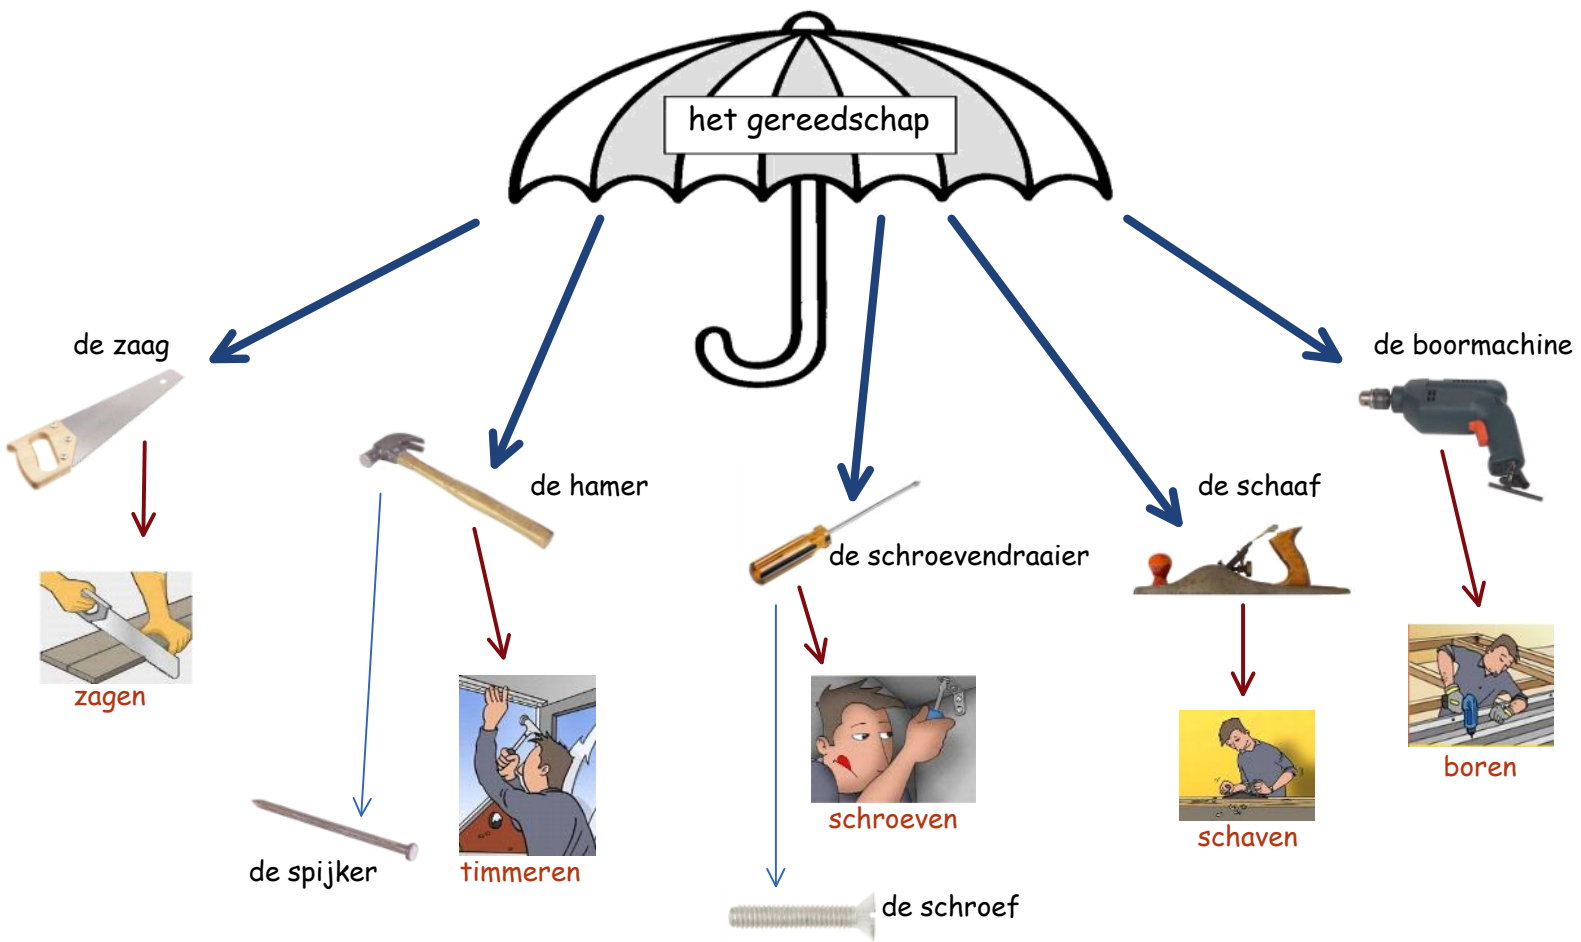 het gereedschap
de zaag
de boormachine
de hamer
de schaaf
de schroevendraaier
zagen
boren
schroeven
schaven
de spijker
timmeren
de schroef